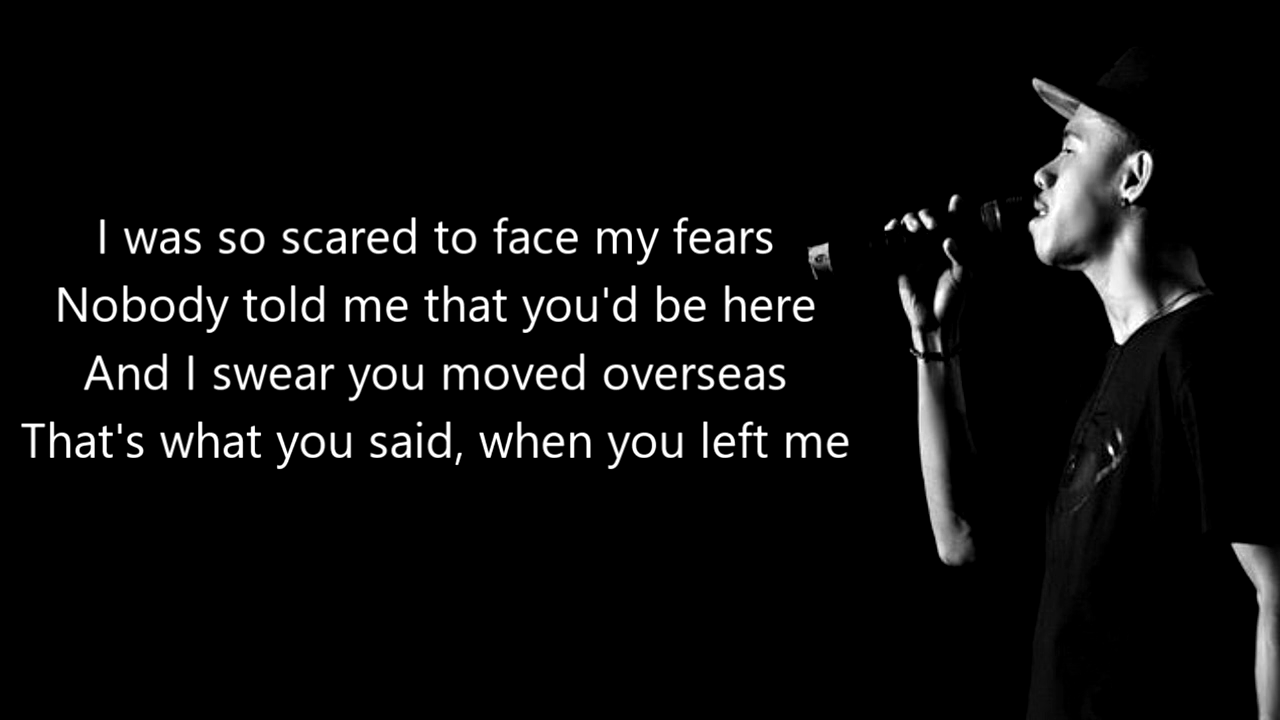 I was so scared to face my fears
Nobody told me that you'd be here
And I swear you moved overseas
That's what you said, when you left me